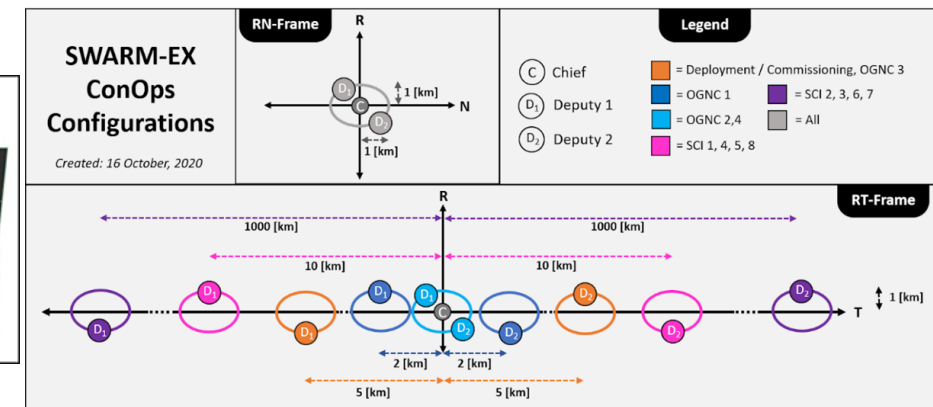 SWARM-EX
ConOps
Configurations
Created: 16 October, 2020
RN-Frame
R
D1
C
D2
N
1 [km]
1 [km]
Legend
C Chief
D1 Deputy 1
D2 Deputy 2
= Deployment / Commissioning, OGNC 3
= OGNC 1
= SCI 2, 3, 6, 7
= OGNC 2,4
= All
= SCI 1, 4, 5, 8
RT-Frame
R
1000 [km] 1000 [km]
10 [km] 10 [km]
D1 D1 D1 D2 D2
1 [km]
C T
D1 D1 D2 D2 D2
2 [km] 2 [km]
5 [km] 5 [km]